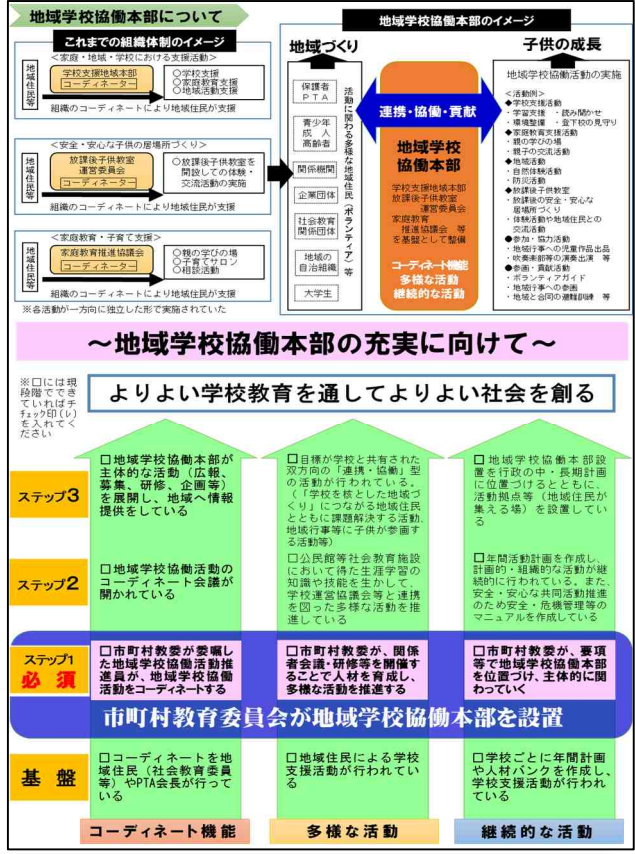 地域学校協働本部について
これまでの組織体制のイメージ
<家庭・地域・学校における支援活動>
地域住民等
学校支援地域本部
コーディネーター
○学校支援
○家庭教育支援
○地域活動支援
組織のコーディネートにより地域住民が支援
<安全・安心な子供の居場所づくり>
地域住民等
放課後子供教室
運営委員会
コーディネーター
○放課後子供教室を
開設しての体験・
交流活動の実施
組織のコーディネートにより地域住民が支援
<家庭教育・子育て支援>
地域住民等
家庭教育推進協議会
コーディネーター
○親の学びの場
○子育てサロン
○相談活動
組織のコーディネートにより地域住民が支援
※各活動が一方向に独立した形で実施されていた
地域学校協働本部のイメージ
地域づくり
保護者
PTA
青少年
成人
高齢者
関係機関
企業団体
社会教育
関係団体
地域の
自治組織
大学生
活動に関わる多様な地域住民(ボランティア)等
連携・協働・貢献
地域学校
協働本部
学校支援地域本部
放課後子供教室
運営委員会
家庭教育
推進協議会 等
を基盤として整備
コーディネート機能
多様な活動
継続的な活動
子供の成長
地域学校協働活動の実施
<活動例>
◆学校支援活動
・学習支援 ・読み聞かせ
・環境整備 ・登下校の見守り
◆家庭教育支援活動
・親の学びの場
・親子の交流活動
◆地域活動
・自然体験活動
・防災活動
◆放課後子供教室
・放課後の安全・安心な
居場所づくり
・体験活動や地域住民との
交流活動
◆参加・協力活動
・地域行事への児童作品出品
・吹奏楽部等の演奏出演 等
◆参画・貢献活動
・ボランティアガイド
・地域行事への参画
・地域と合同の避難訓練 等
～地域学校協働本部の充実に向けて～
※□には現
段階ででき
ていればチ
ェック印(レ)
を入れてく
ださい
よりよい学校教育を通してよりよい社会を創る
ステップ3
□地域学校協働本部が
主体的な活動(広報、
募集、研修、企画等)
を展開し、地域へ情報
提供をしている
□目標が学校と共有された
双方向の「連携・協働」型
の活動が行われている。
(「学校を核とした地域づ
くり」につながる地域住民
とともに課題解決する活動、
地域行事等に子供が参画す
る活動等)
□地域学校協働本部設
置を行政の中・長期計画
に位置づけるとともに、
活動拠点等(地域住民が
集える場)を設置してい
る
ステップ2
□地域学校協働活動の
コーディネート会議が
開かれている
□公民館等社会教育施設
において得た生涯学習の
知識や技能を生かして、
学校運営協議会等と連携
を図った多様な活動を推
進している
□年間活動計画を作成し、
計画的・組織的な活動が継
続的に行われている。また、
安全・安心な共同活動推進
のため安全・危機管理等の
マニュアルを作成している
ステップ1
必須
□市町村教委が委嘱し
た地域学校協働活動推
進員が、地域学校協働
活動をコーディネートする
□市町村教委が、関係
者会議・研修等を開催す
ることで人材を育成し、
多様な活動を推進する
□市町村教委が、要項
等で地域学校協働本部
を位置づけ、主体的に関
わっていく
市町村教育委員会が地域学校協働本部を設置
基盤
□コーディネートを地
域住民(社会教育委員
等)やPTA会長が行って
いる
□地域住民による学校
支援活動が行われてい
る
□学校ごとに年間計画
や人材バンクを作成し、
学校支援活動が行われ
ている
コーディネート機能
多様な活動
継続的な活動